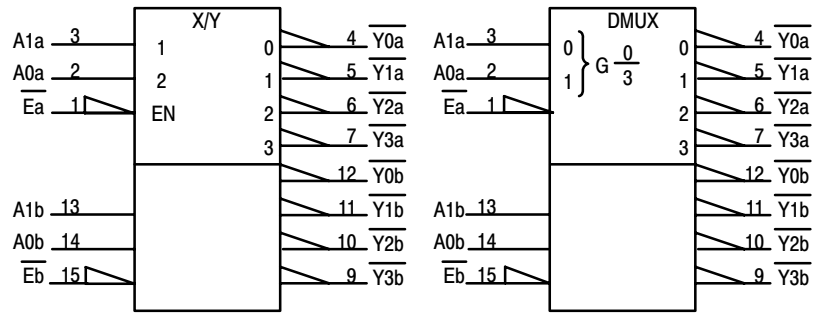 X/Y
A1a 3 1 0 4 Y0a
A0a 2 2 1 5 Y1a
Ea 1 EN 2 6 Y2a
3 7 Y3a
12 Y0b
A1b 13 11 Y1b
A0b 14 10 Y2b
Eb 15 9 Y3b
DMUX
A1a 3 0 0 4 Y0a
A0a 2 1 } G 0/3 1 5 Y1a
Ea 1 2 6 Y2a
3 7 Y3a
12 Y0b
A1b 13 11 Y1b
A0b 14 10 Y2b
Eb 15 9 Y3b